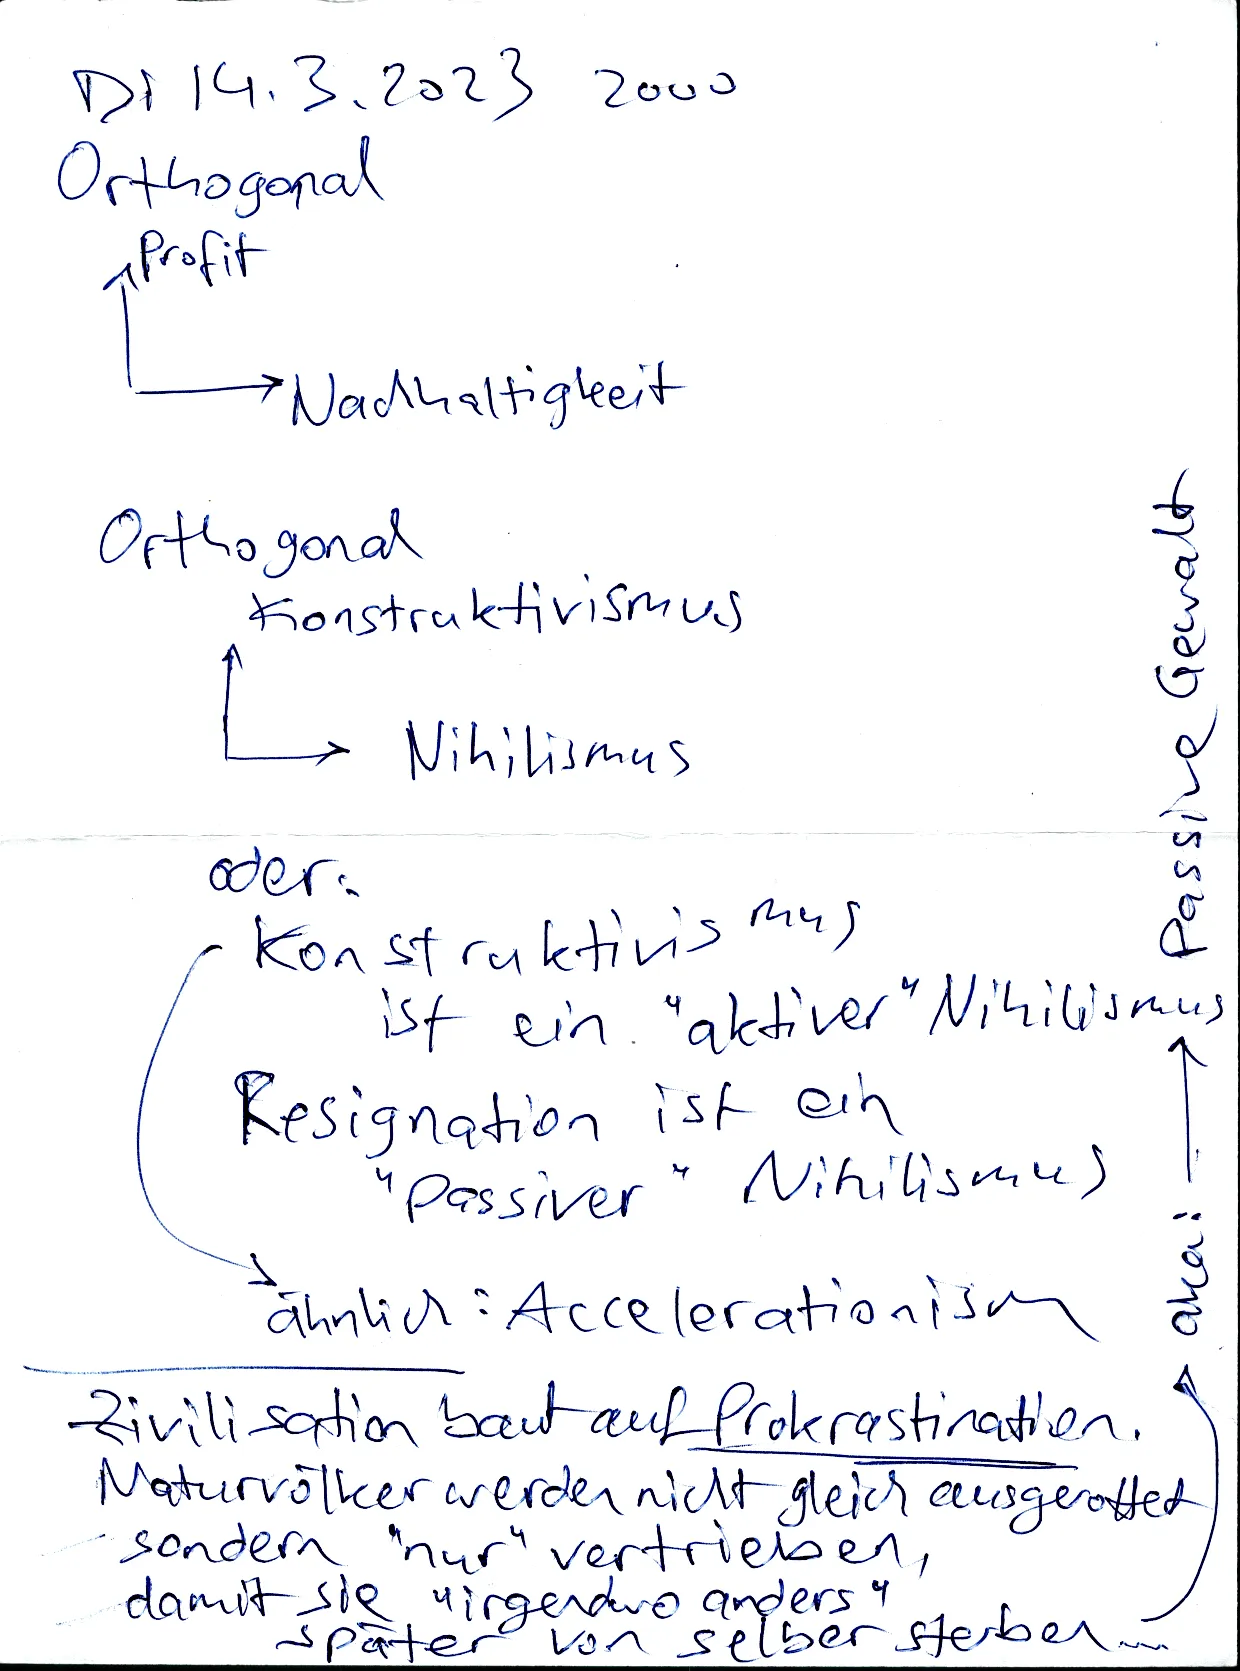 Di 14.3.2023 2000
Orthogonal
Profit
Nachhaltigkeit
Orthogonal
Konstruktivismus
Nihilismus
oder:
Konstruktivismus
ist ein "aktiver" Nihilismus
Resignation ist ein
"Passiver" Nihilismus
ähnlich: Accelerationism
Zivilisation baut auf Prokrastination.
Naturvölker werden nicht gleich ausgerottet
sondern "nur" vertrieben,
damit sie "irgendwo anders"
später von selber sterben...
aka:
Passive Gewalt